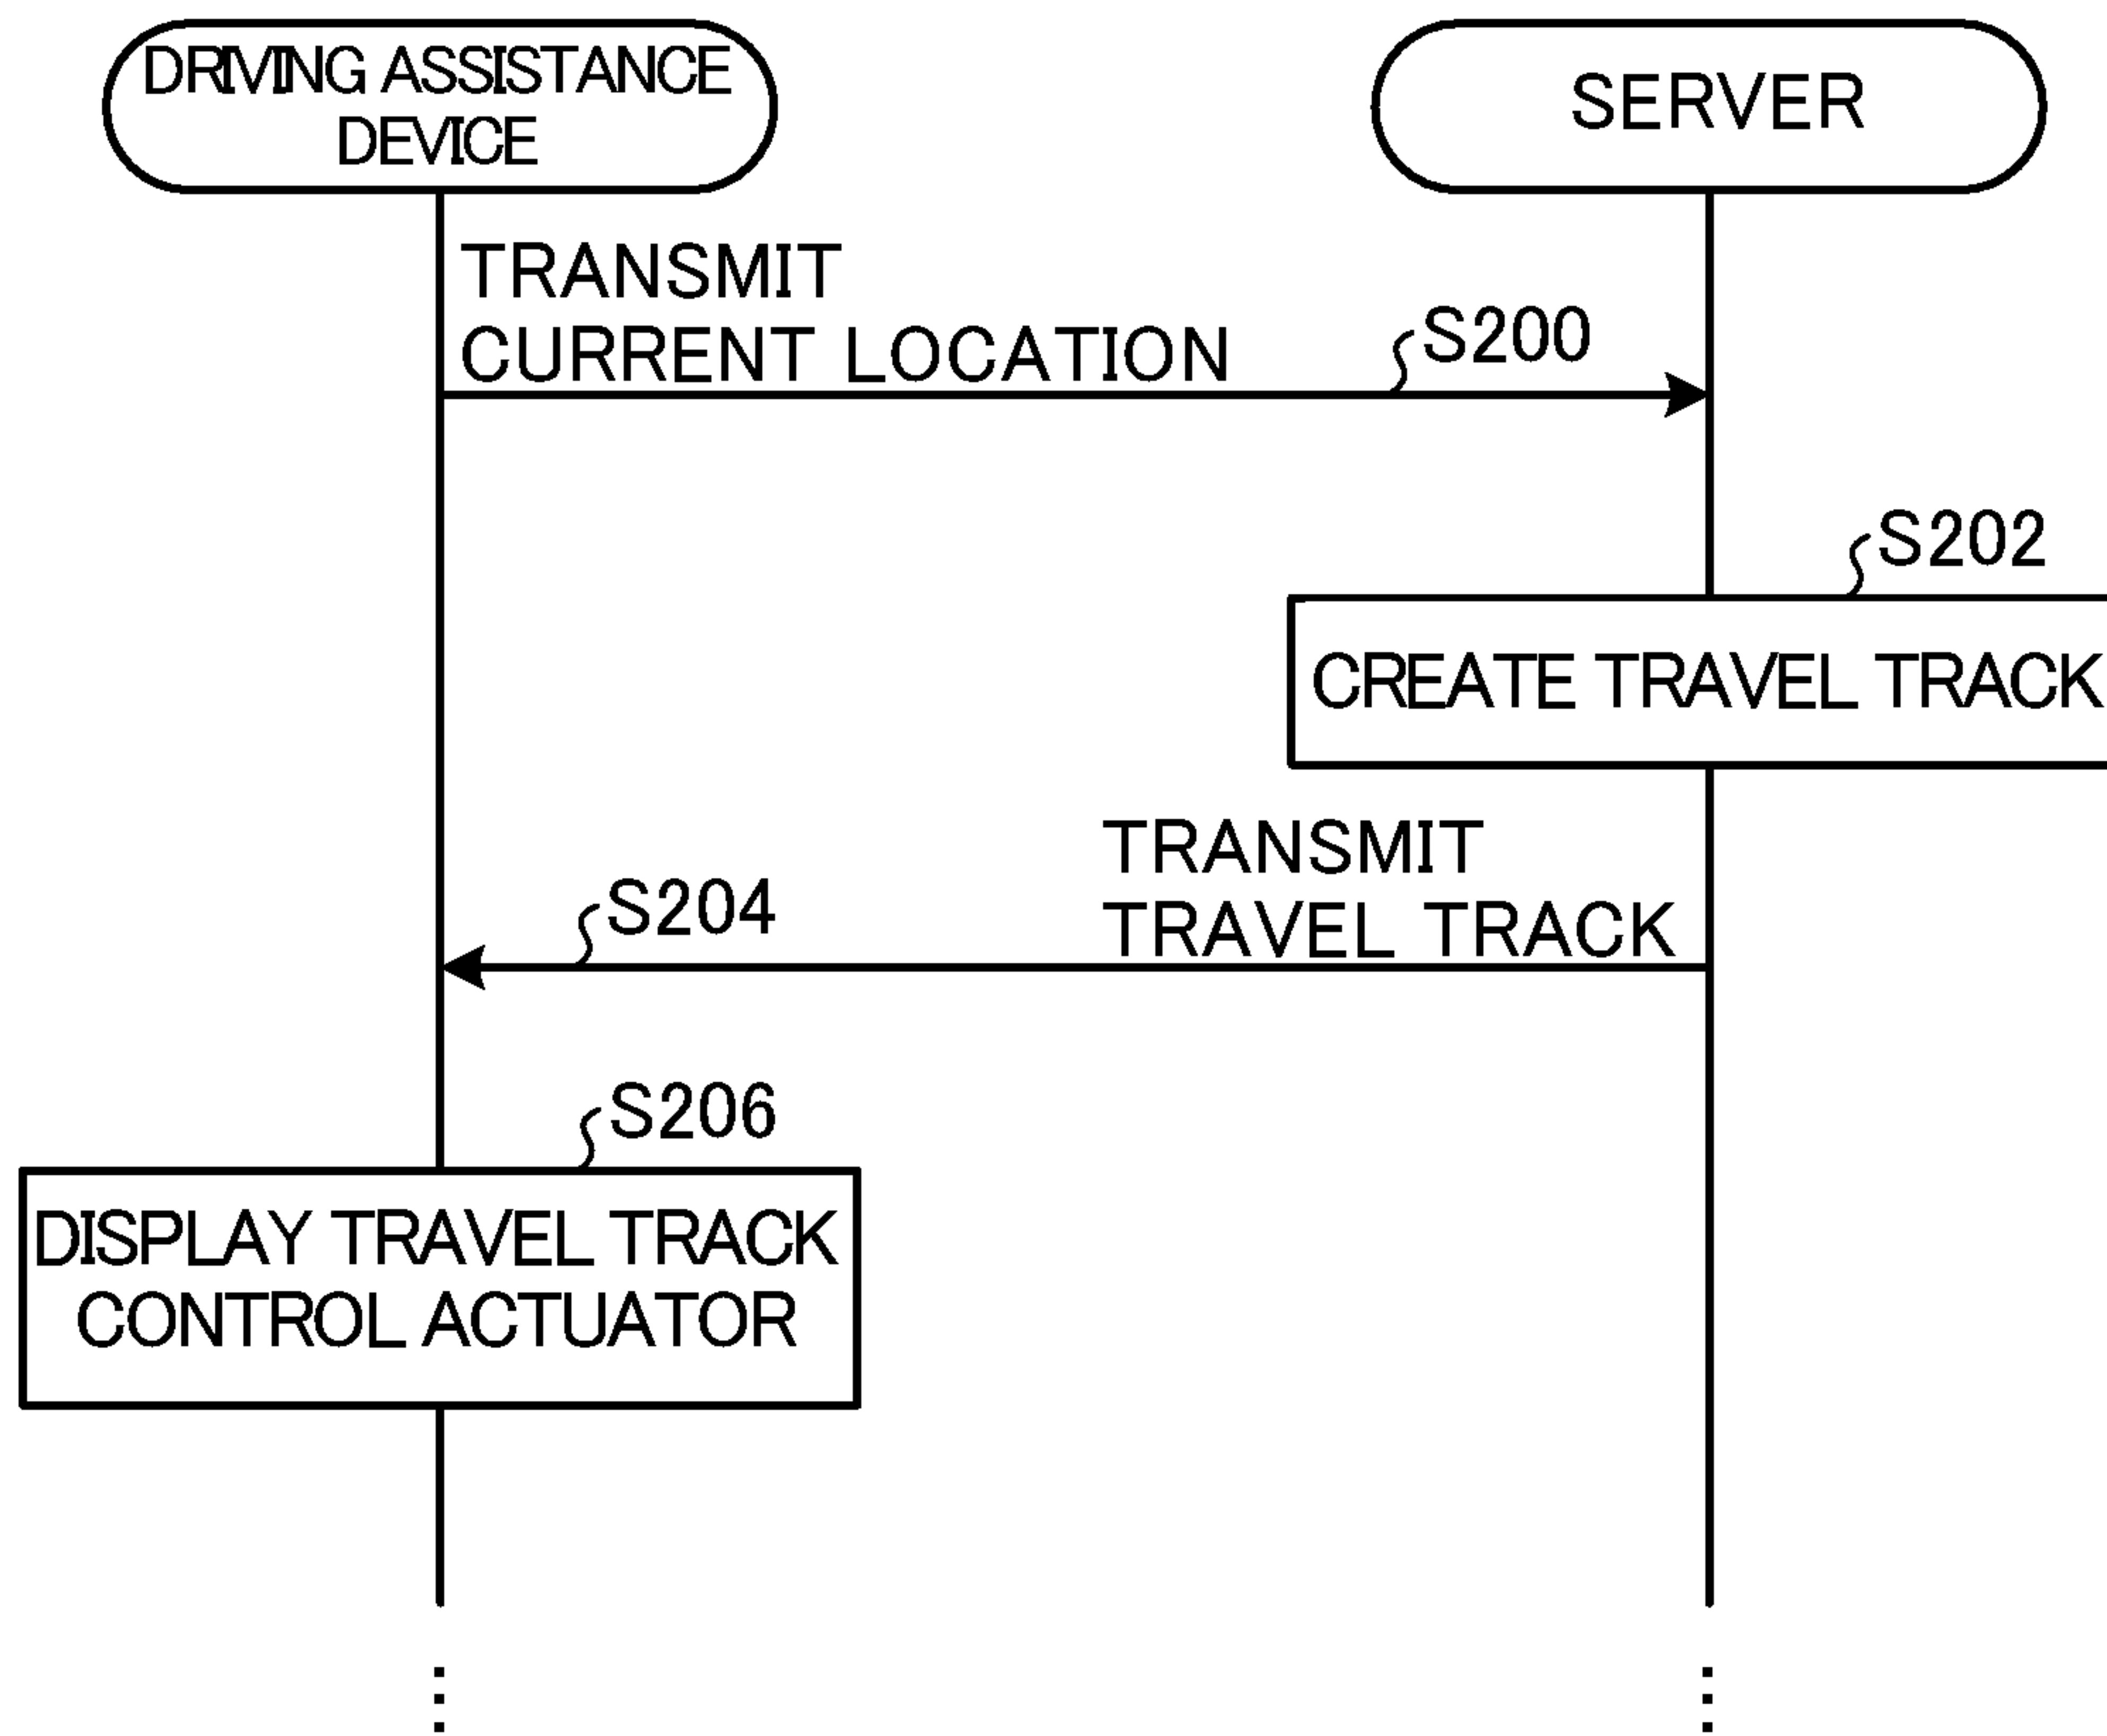 DRIVING ASSISTANCE
DEVICE
SERVER
TRANSMIT
CURRENT LOCATION
S200
S202
CREATE TRAVEL TRACK
TRANSMIT
TRAVEL TRACK
S204
S206
DISPLAY TRAVEL TRACK
CONTROL ACTUATOR